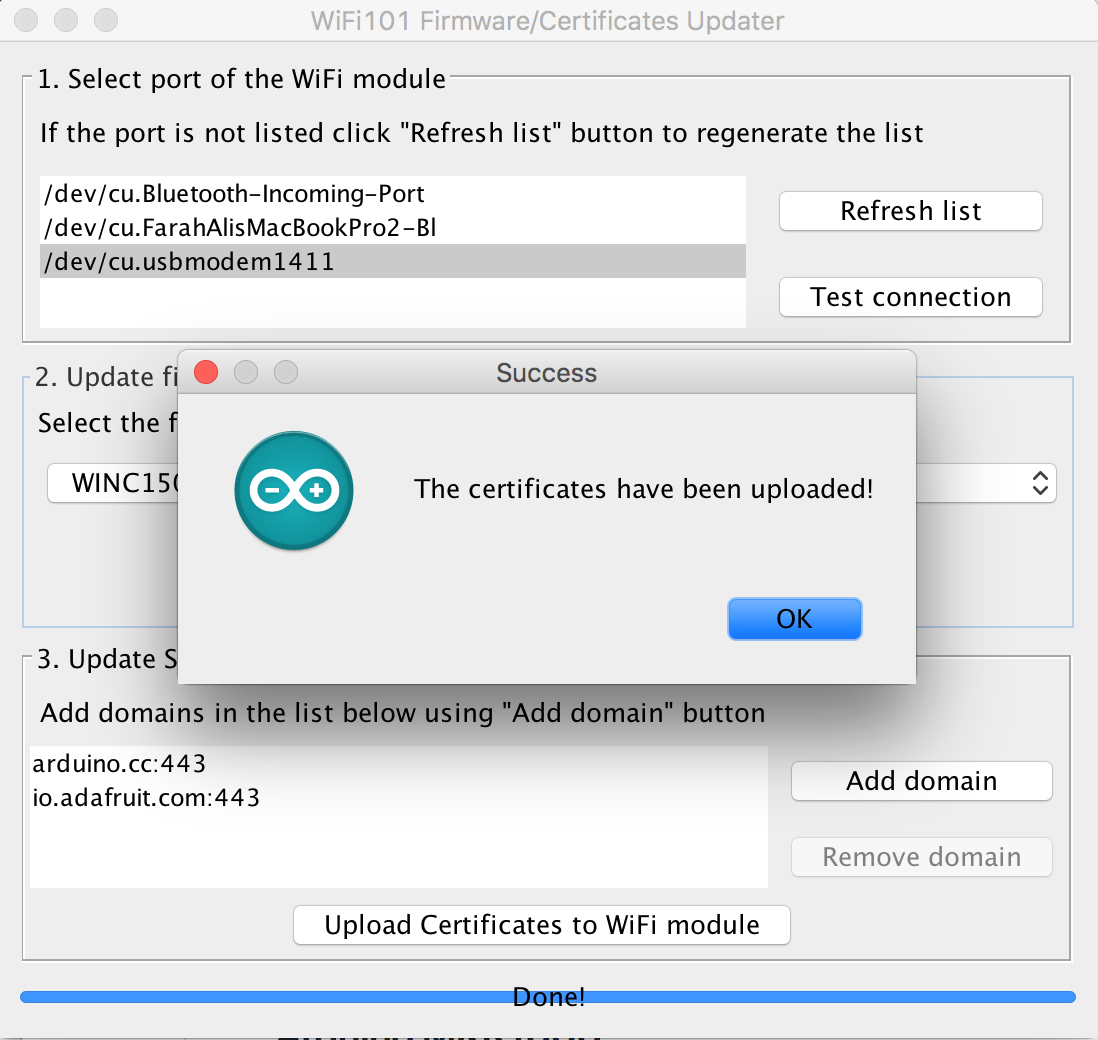 WiFi101 Firmware/Certificates Updater
1. Select port of the WiFi module
If the port is not listed click "Refresh list" button to regenerate the list
/dev/cu.Bluetooth-Incoming-Port
/dev/cu.FarahAlisMacBookPro2-Bl
/dev/cu.usbmodem1411
Refresh list
Test connection
2. Update
Select the
Success
The certificates have been uploaded!
OK
3. Update
Add domains in the list below using "Add domain" button
arduino.cc:443
io.adafruit.com:443
Add domain
Remove domain
Upload Certificates to WiFi module
Done!